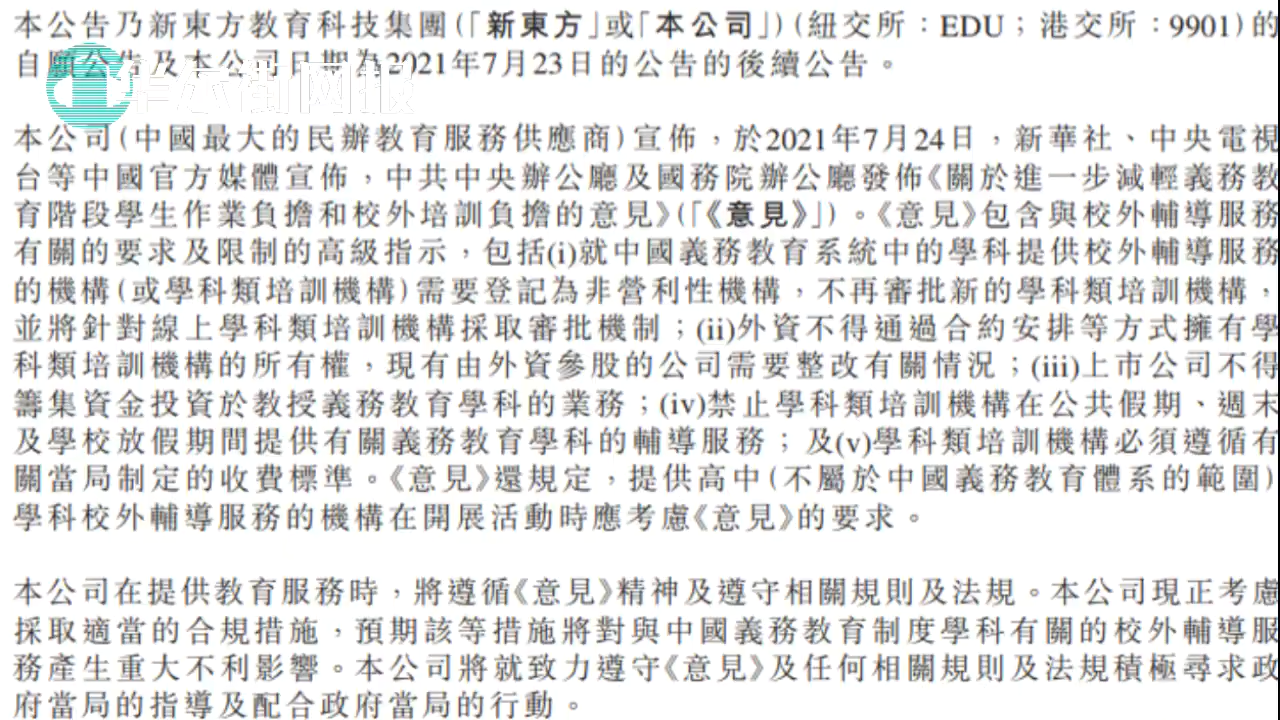 本公告乃新東方教育科技集團(「新東方」或「本公司」)(紐交所：EDU；港交所：9901)的
自願公告及本公司日期為2021年7月23日的公告的後續公告。
华尔街网报
本公司(中國最大的民辦教育服務供應商)宣佈，於2021年7月24日，新華社、中央電視
台等中國官方媒體宣佈，中共中央辦公廳及國務院辦公廳發佈《關於進一步減輕義務教
育階段學生作業負擔和校外培訓負擔的意見》(「《意見》」)。《意見》包含與校外輔導服務
有關的要求及限制的高級指示，包括(i)就中國義務教育系統中的學科提供校外輔導服務
的機構(或學科類培訓機構)需要登記為非營利性機構，不再審批新的學科類培訓機構，
並將針對線上學科類培訓機構採取審批機制；(ii)外資不得通過合約安排等方式擁有學
科類培訓機構的所有權，現有由外資參股的公司需要整改有關情況；(iii)上市公司不得
籌集資金投資於教授義務教育學科的業務；(iv)禁止學科類培訓機構在公共假期、週末
及學校放假期間提供有關義務教育學科的輔導服務；及(v)學科類培訓機構必須遵循有
關當局制定的收費標準。《意見》還規定，提供高中(不屬於中國義務教育體系的範圍)
學科校外輔導服務的機構在開展活動時應考慮《意見》的要求。
本公司在提供教育服務時，將遵循《意見》精神及遵守相關規則及法規。本公司現正考慮
採取適當的合規措施，預期該等措施將對與中國義務教育制度學科有關的校外輔導服
務產生重大不利影響。本公司將就致力遵守《意見》及任何相關規則及法規積極尋求政
府當局的指導及配合政府當局的行動。